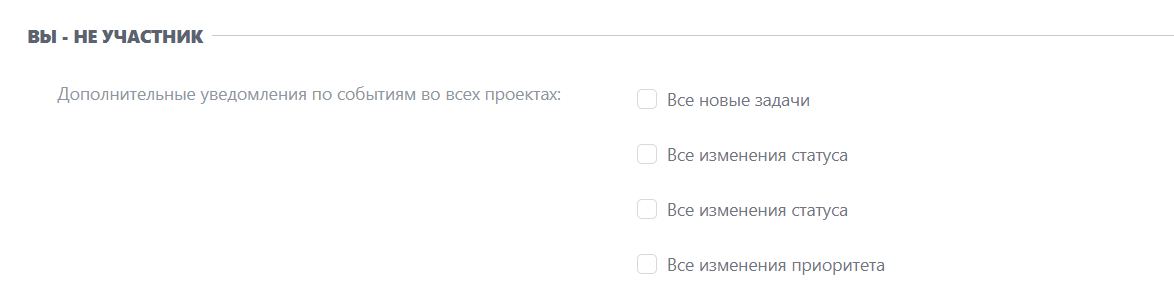 ВЫ - НЕ УЧАСТНИК
Дополнительные уведомления по событиям во всех проектах:
Все новые задачи
Все изменения статуса
Все изменения статуса
Все изменения приоритета